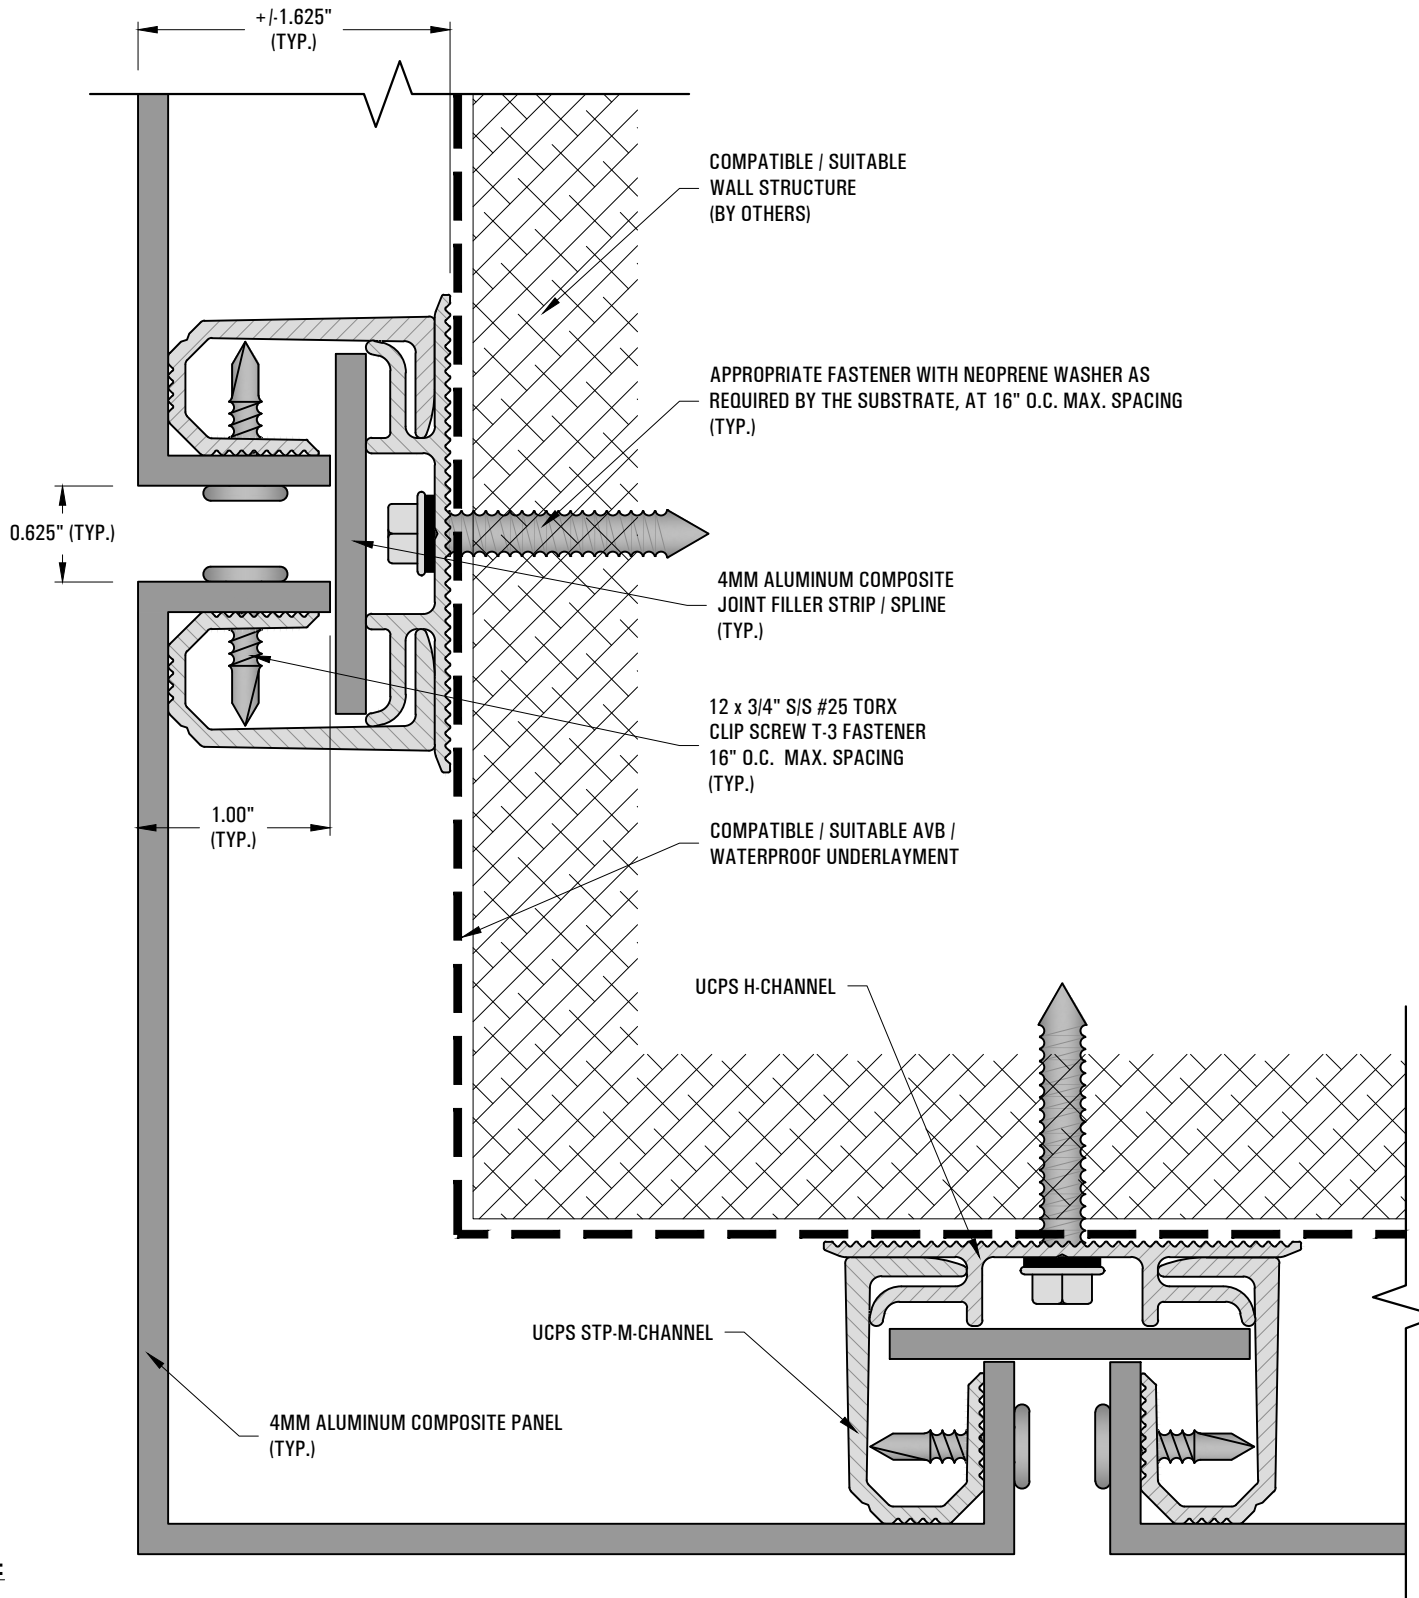 +/-1.625"
(TYP.)
COMPATIBLE / SUITABLE
WALL STRUCTURE
(BY OTHERS)
APPROPRIATE FASTENER WITH NEOPRENE WASHER AS
REQUIRED BY THE SUBSTRATE, AT 16" O.C. MAX. SPACING
(TYP.)
0.625" (TYP.)
4MM ALUMINUM COMPOSITE
JOINT FILLER STRIP / SPLINE
(TYP.)
12 x 3/4" S/S #25 TORX
CLIP SCREW T-3 FASTENER
16" O.C. MAX. SPACING
(TYP.)
1.00"
(TYP.)
COMPATIBLE / SUITABLE AVB /
WATERPROOF UNDERLAYMENT
UCPS H-CHANNEL
UCPS STP-M-CHANNEL
4MM ALUMINUM COMPOSITE PANEL
(TYP.)